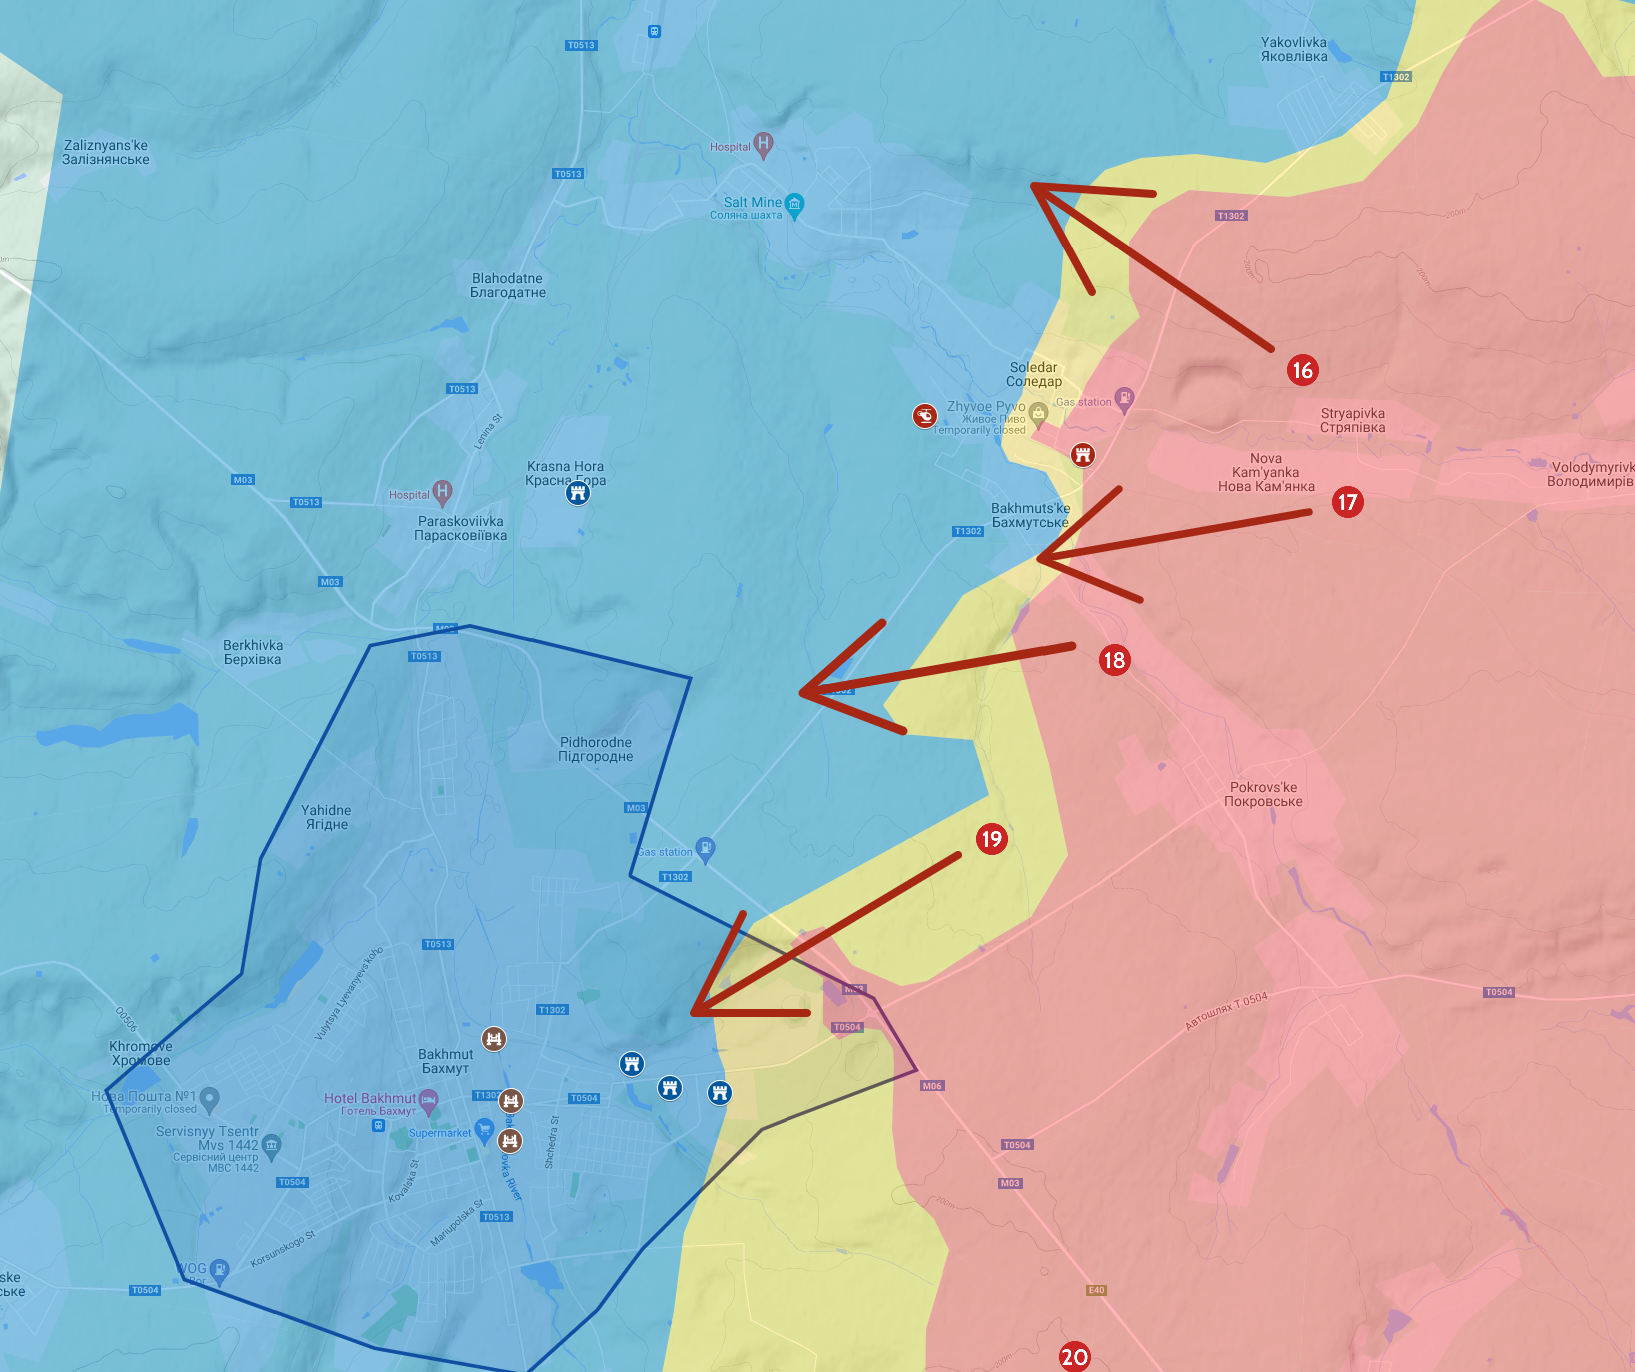 T0513
Yakovlivka
Яковлівка
T1302
Zaliznyans'ke
Залізнянське
Hospital
T0513
Salt Mine
Соляна шахта
T1302
Blahodatne
Благодатне
Soledar
Соледар
16
T0513
Zhyvoe Pyvo
Живое Пиво
Temporarily closed
Gas station
Stryapivka
Стряпівка
Lenina St
Krasna Hora
Красна Гора
Nova
Kam'yanka
Нова Кам'янка
Volodymyrivk
Володимирів
M03
T0513
Hospital
17
Paraskoviivka
Парасковіївка
Bakhmuts'ke
Бахмутське
T1302
M03
Berkhivka
Берхівка
T0513
18
Pidhorodne
Підгородне
Pokrovs'ke
Покровське
Yahidne
Ягідне
M03
19
Gas station
T1302
T0513
Vulytsya Lyevanyevs'koho
M03
T0504
Автошлях Т 0504
T1302
O0506
T0504
Khromove
Хромове
Bakhmut
Бахмут
M06
Нова Пошта №1
Temporarily closed
Hotel Bakhmut
Готель Бахмут
T1302
T0504
Servisnyy Tsentr
Mvs 1442
Сервісний центр
МВС 1442
Supermarket
Shchedra St
T0504
T0504
Kovalska St
M03
Mariupolska St
T0513
Korsunskogo St
WOG
T0504
E40
ske
ське
20
200m
200m
200m
200m